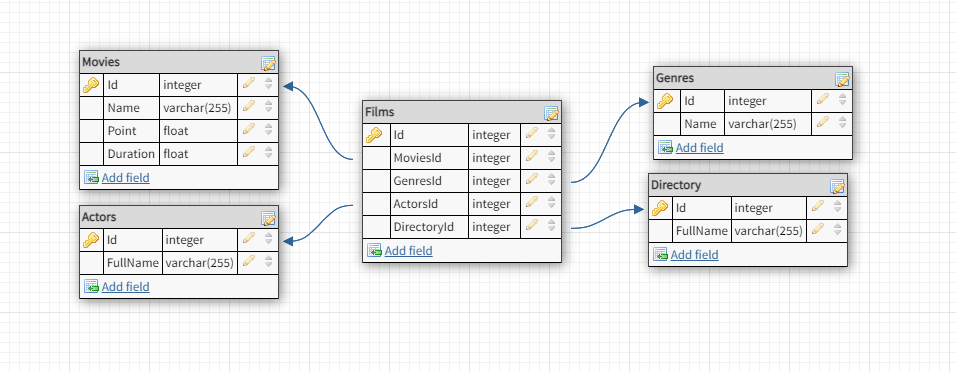 Movies
Id integer
Name varchar(255)
Point float
Duration float
Add field
Actors
Id integer
FullName varchar(255)
Add field
Films
Id integer
MoviesId integer
GenresId integer
ActorsId integer
DirectoryId integer
Add field
Genres
Id integer
Name varchar(255)
Add field
Directory
Id integer
FullName varchar(255)
Add field